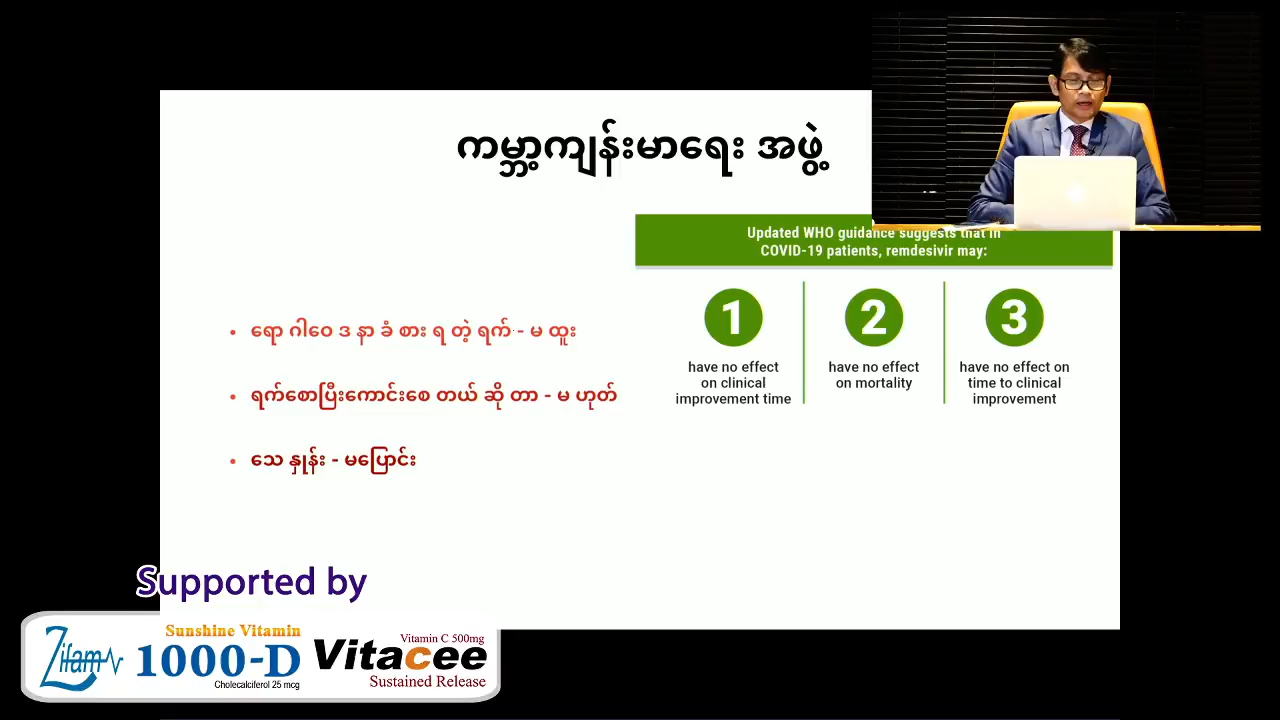 ကမ္ဘာ့ကျန်းမာရေး အဖွဲ့
Updated WHO guidance suggests that in
COVID-19 patients, remdesivir may:
1
have no effect
on clinical
improvement time
2
have no effect
on mortality
3
have no effect on
time to clinical
improvement
• ရော ဂါဝေ ဒ နာ ခံ စား ရ တဲ့ ရက် - မ ထူး
• ရက်စောပြီးကောင်းစေ တယ် ဆို တာ - မ ဟုတ်
• သေ နှုန်း - မပြောင်း
Supported by
Zifam
Sunshine Vitamin
1000-D
Cholecalciferol 25 mcg
Vitamin C 500mg
Vitacee
Sustained Release